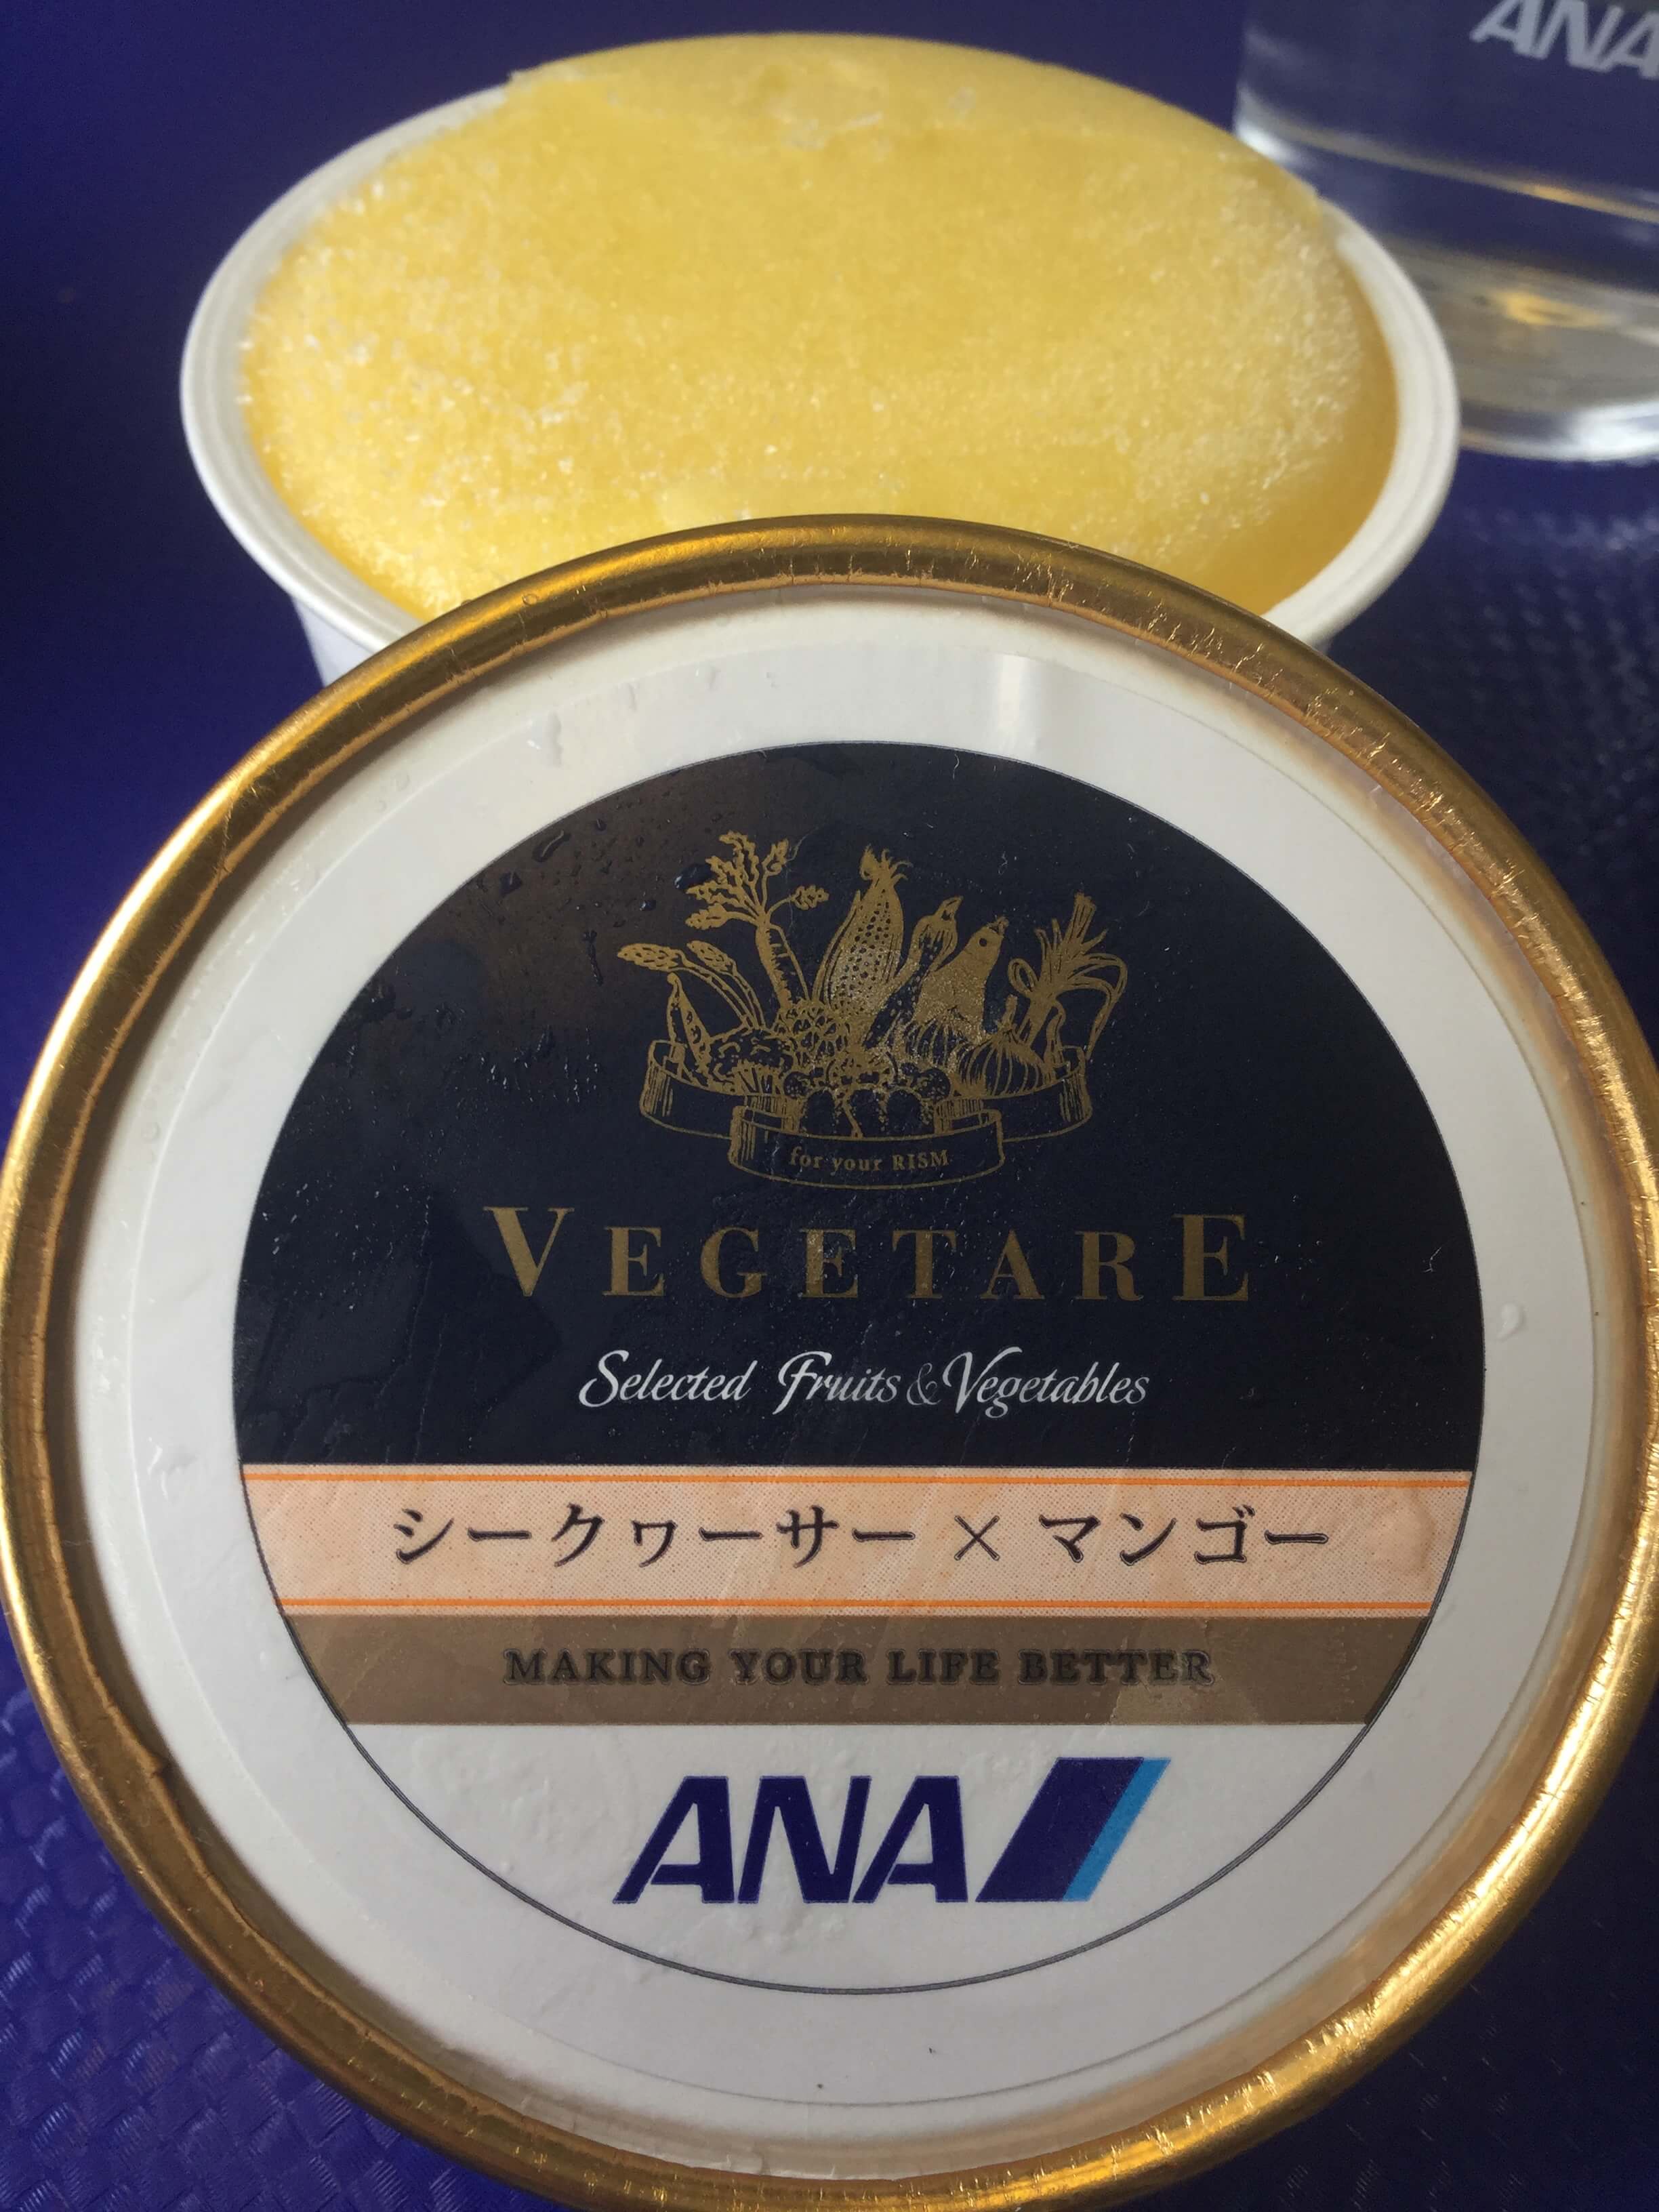 ANA
for your RISM
VEGETARE
Selected Fruits & Vegetables
シークヮーサー × マンゴー
MAKING YOUR LIFE BETTER
ANA